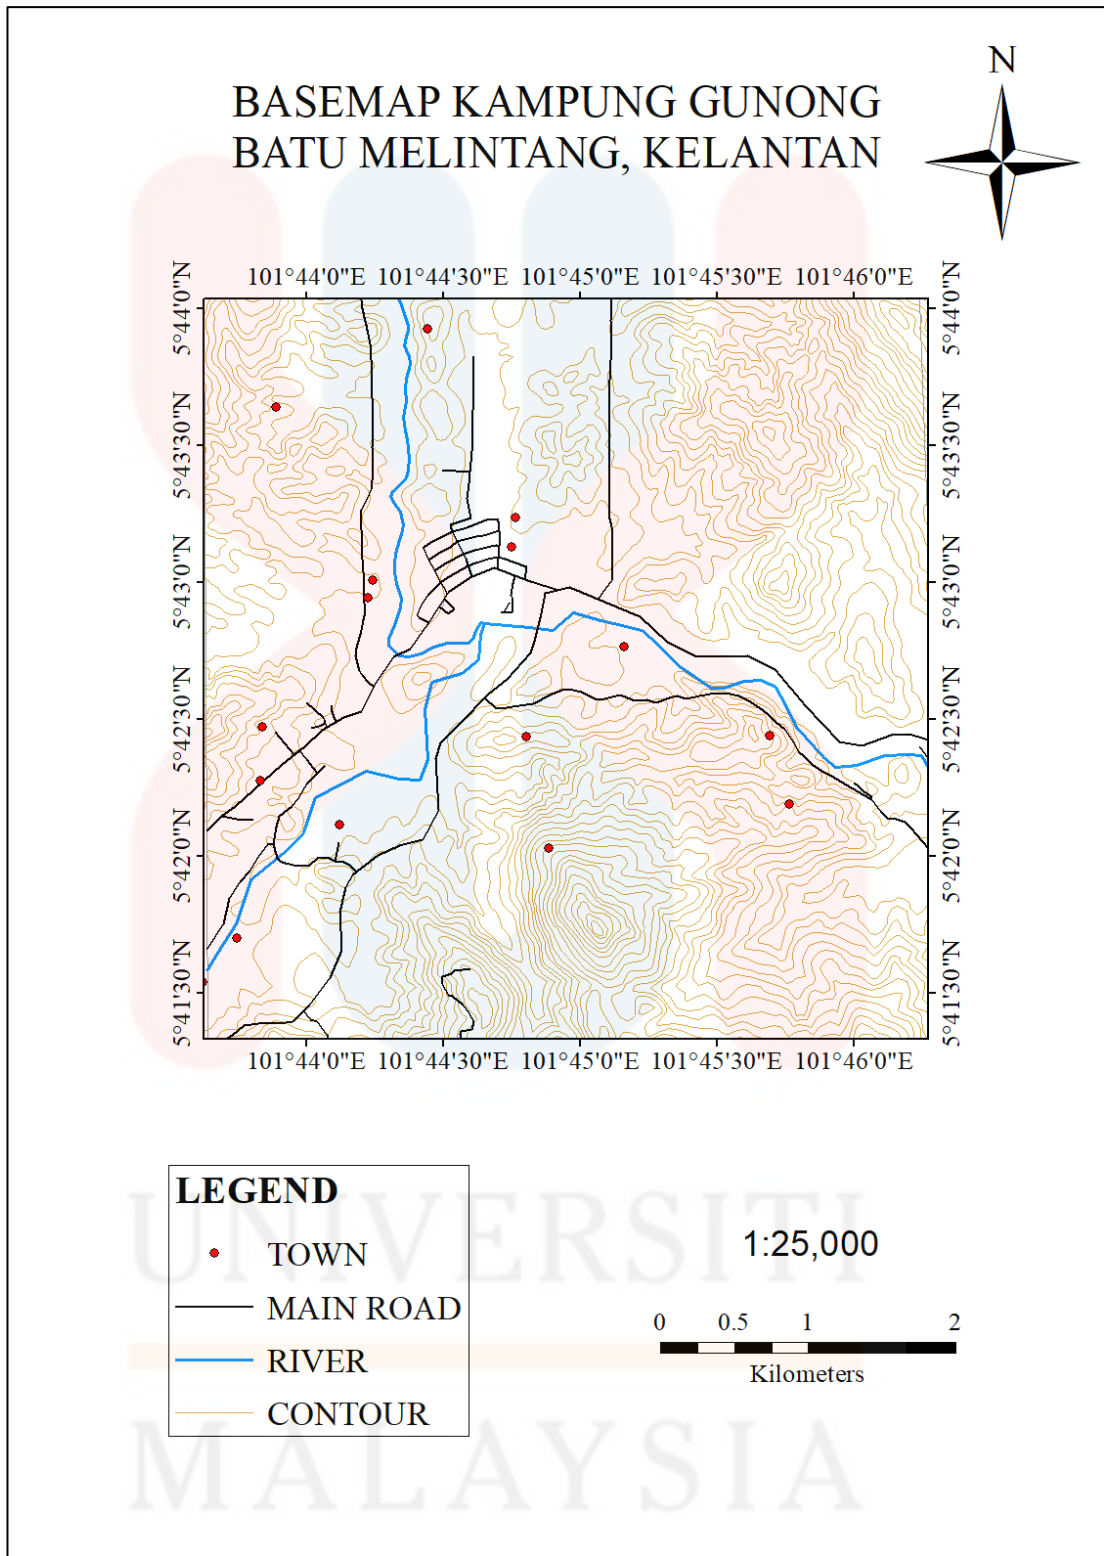 N
BASEMAP KAMPUNG GUNONG
BATU MELINTANG, KELANTAN
101°44'0"E 101°44'30"E 101°45'0"E 101°45'30"E 101°46'0"E
5°44'0"N 5°44'0"N
5°43'30"N 5°43'30"N
5°43'0"N 5°43'0"N
5°42'30"N 5°42'30"N
5°42'0"N 5°42'0"N
5°41'30"N 5°41'30"N
101°44'0"E 101°44'30"E 101°45'0"E 101°45'30"E 101°46'0"E
LEGEND
TOWN
MAIN ROAD
RIVER
CONTOUR
1:25,000
0 0.5 1 2
Kilometers
UNIVERSITI
MALAYSIA